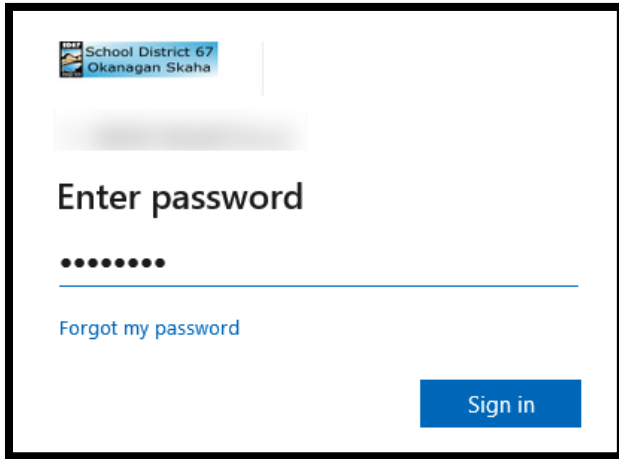 School District 67
Okanagan Skaha
Enter password
••••••••
Forgot my password
Sign in